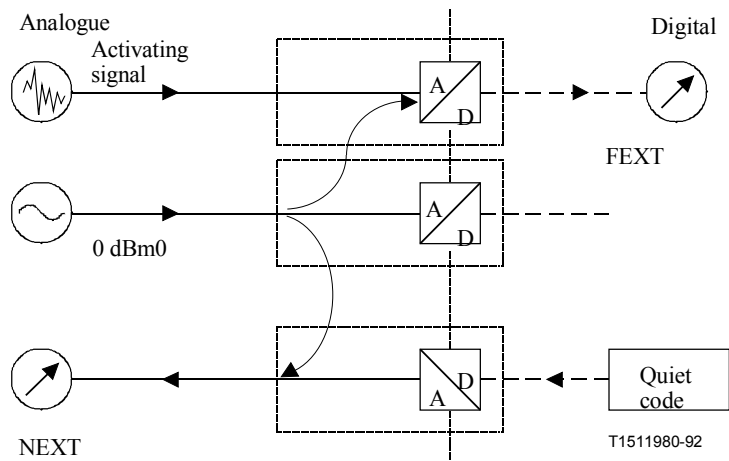 Analogue
Digital
Activating
signal
A
D
FEXT
A
D
0 dBm0
D
A
Quiet
code
NEXT
T1511980-92